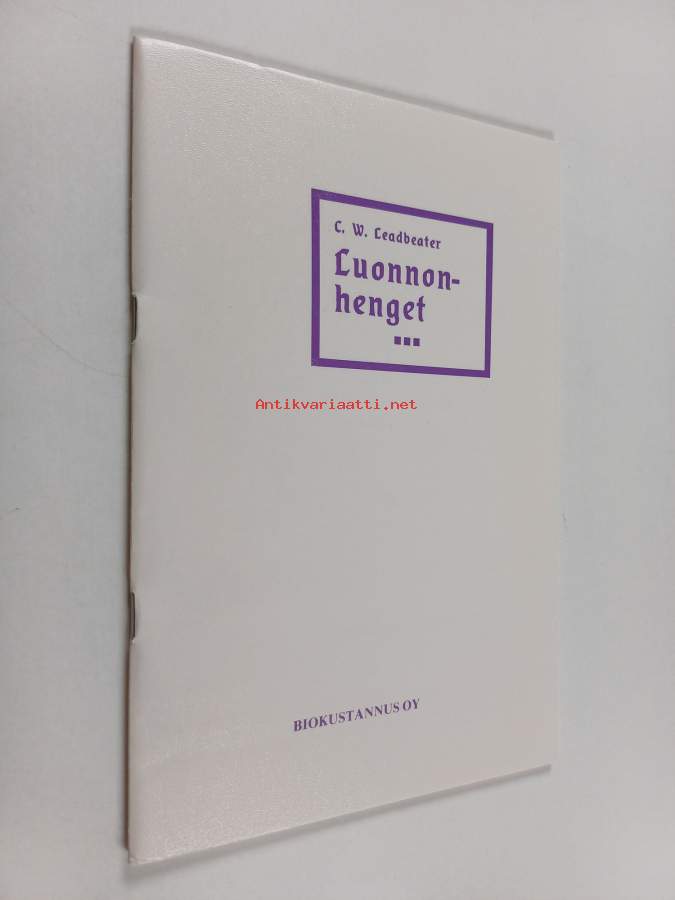 C. W. Leadbeater
Luonnon-
henget
Antikvariaatti.net
BIOKUSTANNUS OY